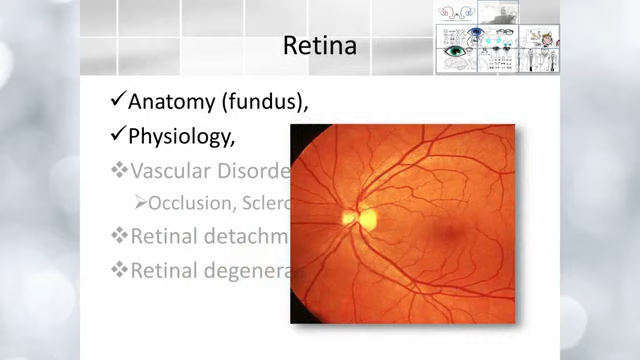 Retina
Anatomy (fundus),
Physiology,
Vascular Disorde
Occlusion, Sclero
Retinal detachm
Retinal degenera